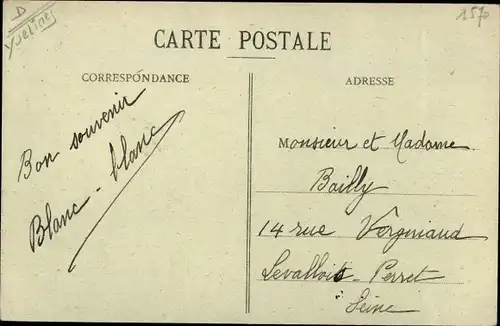 D
Yvelines
1570
CARTE POSTALE
CORRESPONDANCE
Bon souvenir
Blanc-blanc
ADRESSE
Monsieur et Madame
Bailly
14 rue Vergniaud
Levallois-Perret
Seine